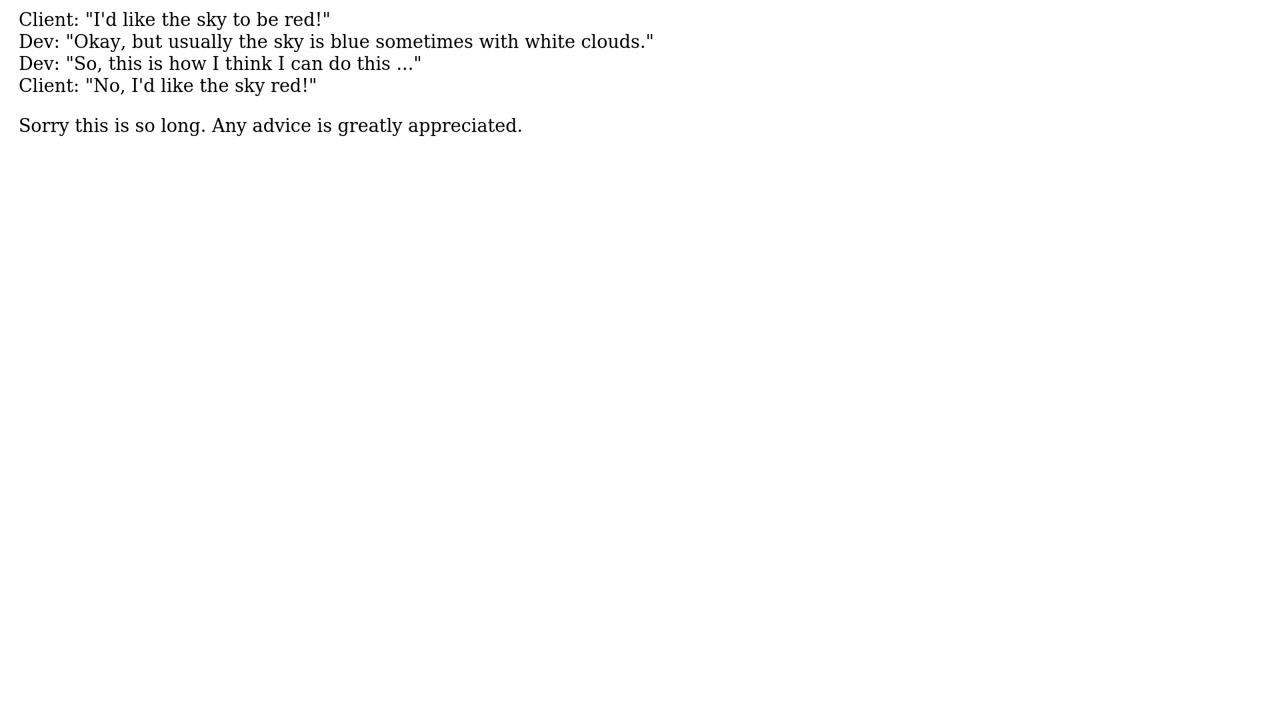 Client: "I'd like the sky to be red!"
Dev: "Okay, but usually the sky is blue sometimes with white clouds."
Dev: "So, this is how I think I can do this ..."
Client: "No, I'd like the sky red!"
Sorry this is so long. Any advice is greatly appreciated.